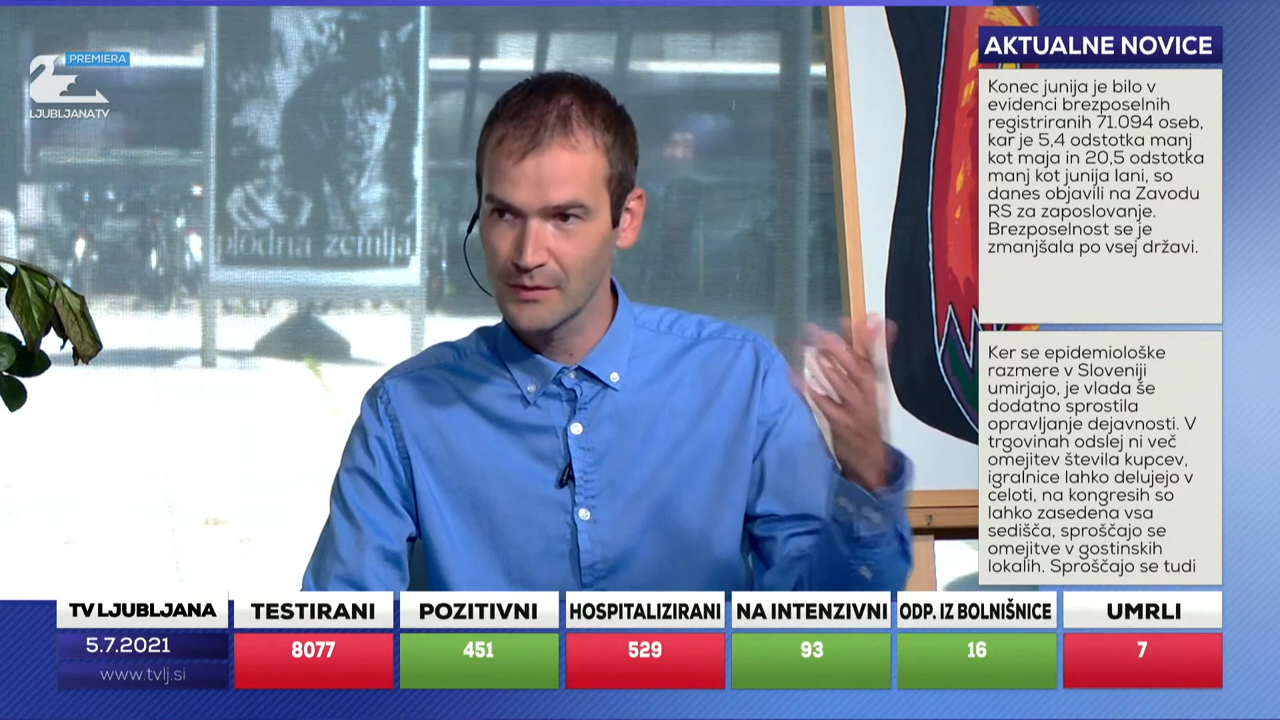 PREMIERA
LJUBLJANATV
plodna zemlja
AKTUALNE NOVICE
Konec junija je bilo v
evidenci brezposelnih
registriranih 71.094 oseb,
kar je 5,4 odstotka manj
kot maja in 20,5 odstotka
manj kot junija lani, so
danes objavili na Zavodu
RS za zaposlovanje.
Brezposelnost se je
zmanjšala po vsej državi.
Ker se epidemiološke
razmere v Sloveniji
umirjajo, je vlada še
dodatno sprostila
opravljanje dejavnosti. V
trgovinah odslej ni več
omejitev števila kupcev,
igralnice lahko delujejo v
celoti, na kongresih so
lahko zasedena vsa
sedišča, sproščajo se
omejitve v gostinskih
lokalih. Sproščajo se tudi
TV LJUBLJANA TESTIRANI POZITIVNI HOSPITALIZIRANI NA INTENZIVNI ODP. IZ BOLNIŠNICE UMRLI
5.7.2021 8077 451 529 93 16 7
www.tvlj.si